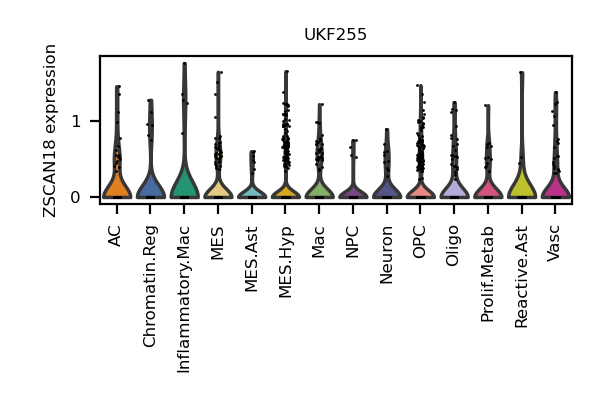 UKF255
ZSCAN18 expression
1
0
AC
Chromatin.Reg
Inflammatory.Mac
MES
MES.Ast
MES.Hyp
Mac
NPC
Neuron
OPC
Oligo
Prolif.Metab
Reactive.Ast
Vasc